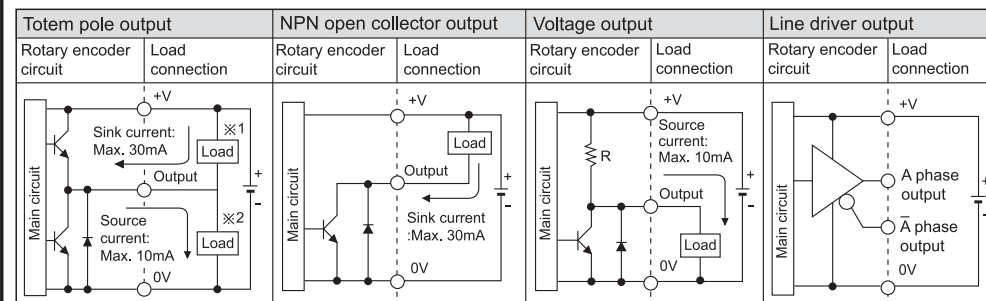 Totem pole output
Rotary encoder circuit
Load connection
Main circuit
+V
Sink current:
Max. 30mA
※1
Load
Output
Source
current:
Max. 10mA
※2
Load
0V
+
-
NPN open collector output
Rotary encoder circuit
Load connection
Main circuit
+V
Load
Output
Sink current
:Max. 30mA
0V
+
-
Voltage output
Rotary encoder circuit
Load connection
Main circuit
+V
Source
current:
Max. 10mA
R
Output
Load
0V
+
-
Line driver output
Rotary encoder circuit
Load connection
Main circuit
+V
A phase
output
A̅ phase
output
0V
+
-